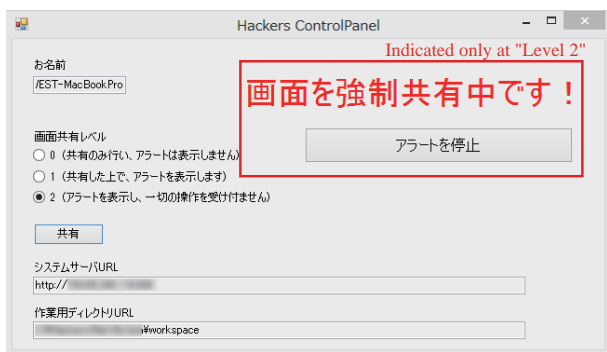 Hackers ControlPanel
Indicated only at "Level 2"
お名前
/EST-MacBookPro
画面を強制共有中です！
アラートを停止
画面共有レベル
0 (共有のみ行い、アラートは表示しません)
1 (共有した上で、アラートを表示します)
2 (アラートを表示し、一切の操作を受け付ません)
共有
システムサーバURL
http://
作業用ディレクトリURL
¥workspace